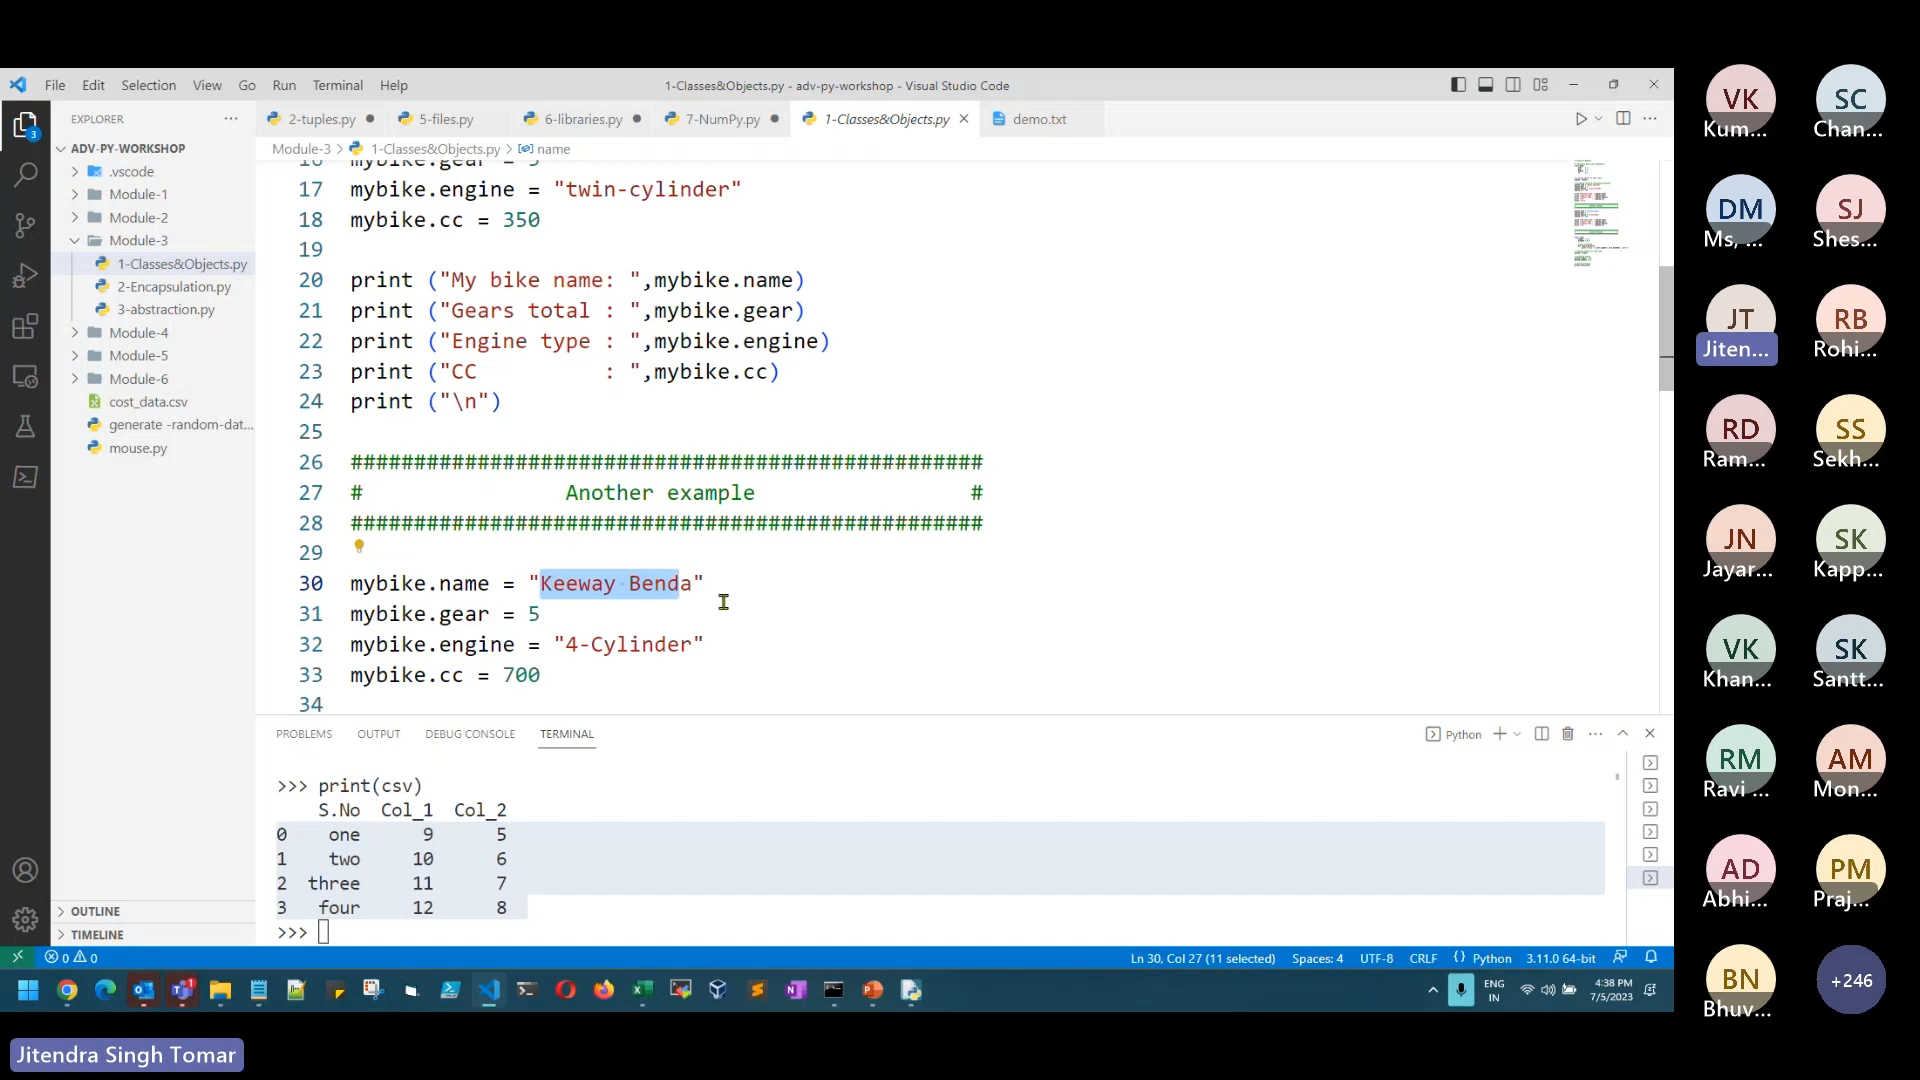 File Edit Selection View Go Run Terminal Help
1-Classes&Objects.py - adv-py-workshop - Visual Studio Code
EXPLORER
ADV-PY-WORKSHOP
.vscode
Module-1
Module-2
Module-3
1-Classes&Objects.py
2-Encapsulation.py
3-abstraction.py
Module-4
Module-5
Module-6
cost_data.csv
generate -random-dat...
mouse.py
OUTLINE
TIMELINE
2-tuples.py 5-files.py 6-libraries.py 7-NumPy.py 1-Classes&Objects.py demo.txt
Module-3 > 1-Classes&Objects.py > name
16 mybike.gear = 5
17 mybike.engine = "twin-cylinder"
18 mybike.cc = 350
19
20 print ("My bike name: ",mybike.name)
21 print ("Gears total : ",mybike.gear)
22 print ("Engine type : ",mybike.engine)
23 print ("CC          : ",mybike.cc)
24 print ("\n")
25
26 ##################################################
27 #                Another example                 #
28 ##################################################
29
30 mybike.name = "Keeway Benda"
31 mybike.gear = 5
32 mybike.engine = "4-Cylinder"
33 mybike.cc = 700
34
PROBLEMS OUTPUT DEBUG CONSOLE TERMINAL
Python
>>> print(csv)
S.No Col_1 Col_2
0 one 9 5
1 two 10 6
2 three 11 7
3 four 12 8
>>>
0 0 Ln 30, Col 27 (11 selected) Spaces: 4 UTF-8 CRLF Python 3.11.0 64-bit
ENG
IN
4:38 PM
7/5/2023
Jitendra Singh Tomar
VK SC
Kum... Chan...
DM SJ
Ms, ... Shes...
JT RB
Jiten... Rohi...
RD SS
Ram... Sekh...
JN SK
Jayar... Kapp...
VK SK
Khan... Santt...
RM AM
Ravi ... Mon...
AD PM
Abhi... Praj...
BN +246
Bhuv...